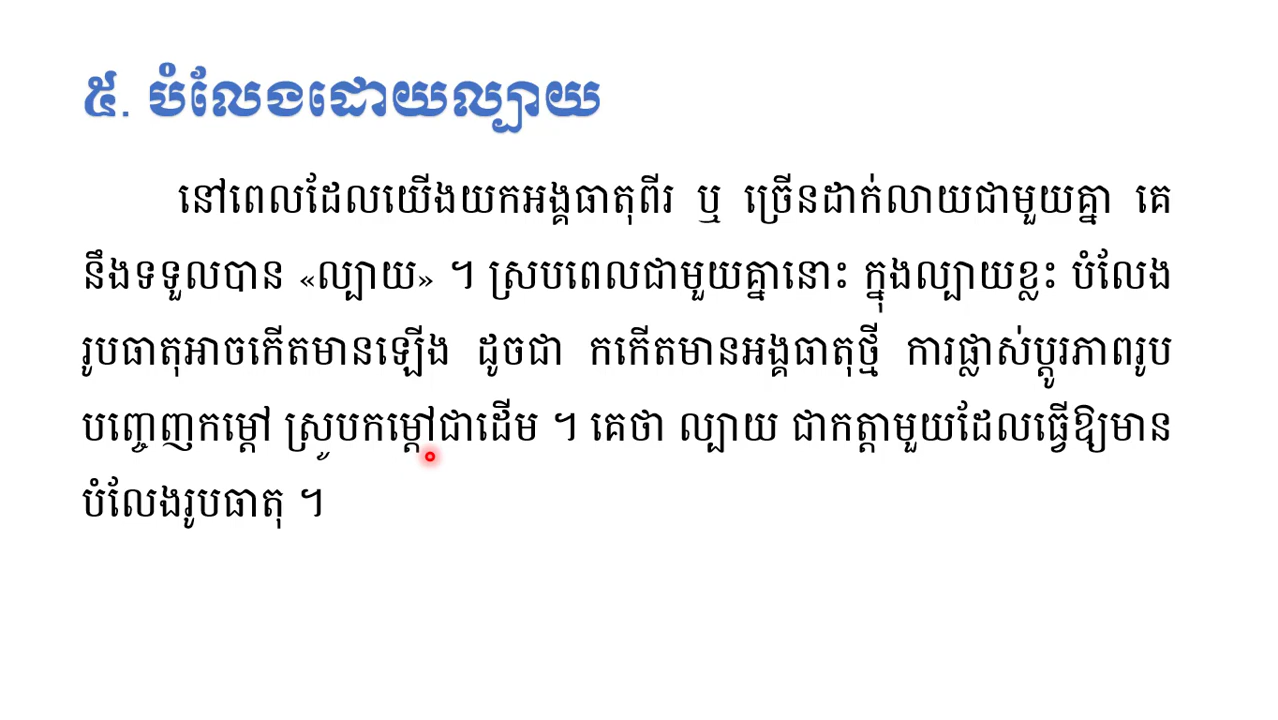 ៥. បំលែងដោយល្បាយ
នៅពេលដែលយើងយកអង្គធាតុពីរ ឬ ច្រើនដាក់លាយជាមួយគ្នា គេ
នឹងទទួលបាន «ល្បាយ» ។ ស្របពេលជាមួយគ្នានោះ ក្នុងល្បាយខ្លះ បំលែង
រូបធាតុអាចកើតមានឡើង ដូចជា កកើតមានអង្គធាតុថ្មី ការផ្លាស់ប្ដូរភាពរូប
បញ្ចេញកម្ដៅ ស្រូបកម្ដៅជាដើម ។ គេថា ល្បាយ ជាកត្តាមួយដែលធ្វើឱ្យមាន
បំលែងរូបធាតុ ។